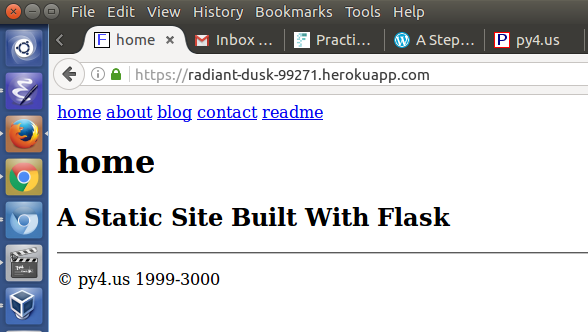 File Edit View History Bookmarks Tools Help
home Inbox ... Practi... A Step... py4.us
https://radiant-dusk-99271.herokuapp.com
home about blog contact readme
home
A Static Site Built With Flask
© py4.us 1999-3000